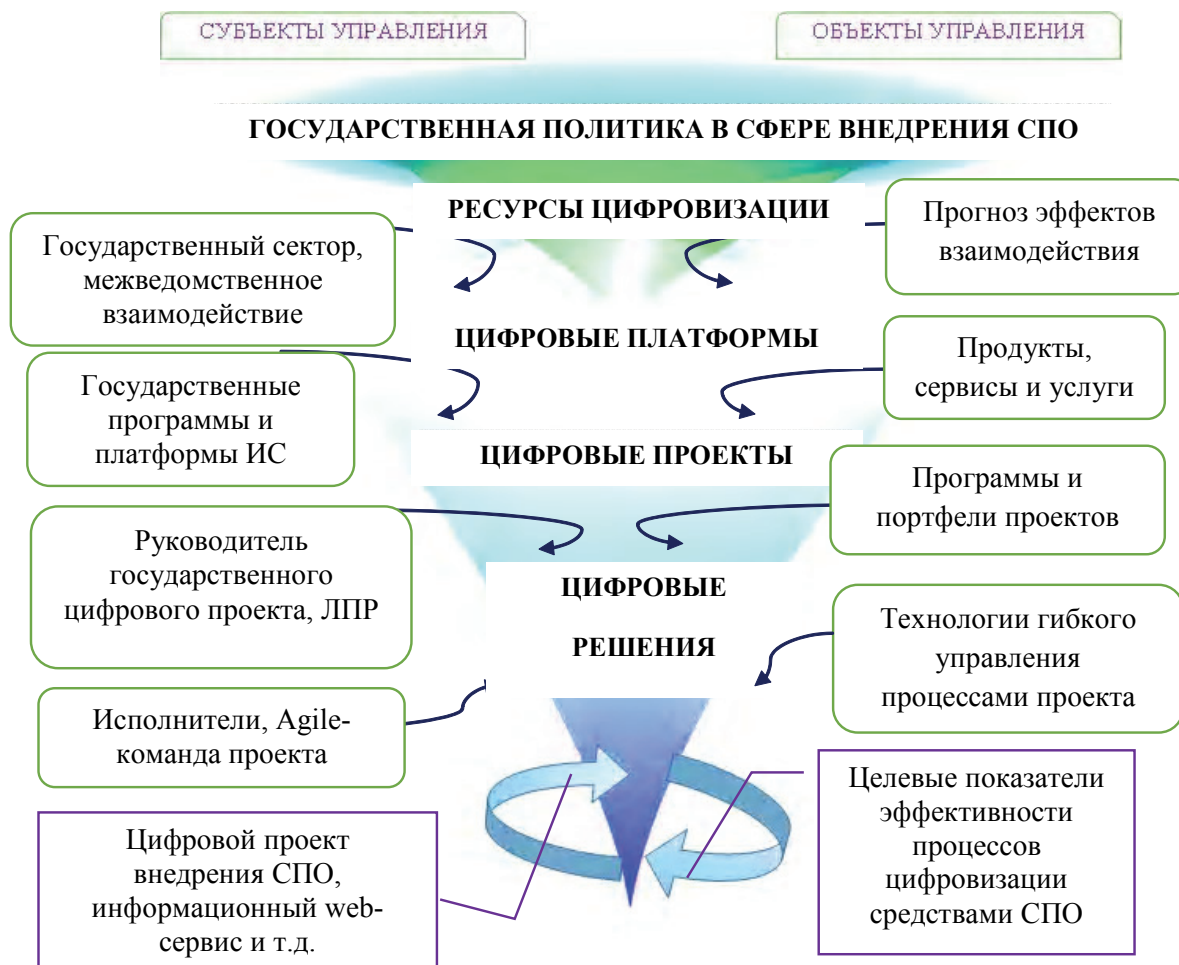 СУБЪЕКТЫ УПРАВЛЕНИЯ
ОБЪЕКТЫ УПРАВЛЕНИЯ
ГОСУДАРСТВЕННАЯ ПОЛИТИКА В СФЕРЕ ВНЕДРЕНИЯ СПО
РЕСУРСЫ ЦИФРОВИЗАЦИИ
Прогноз эффектов
взаимодействия
Государственный сектор,
межведомственное
взаимодействие
ЦИФРОВЫЕ ПЛАТФОРМЫ
Продукты,
сервисы и услуги
Государственные
программы и
платформы ИС
ЦИФРОВЫЕ ПРОЕКТЫ
Программы и
портфели проектов
Руководитель
государственного
цифрового проекта, ЛПР
ЦИФРОВЫЕ
РЕШЕНИЯ
Технологии гибкого
управления
процессами проекта
Исполнители, Agile-
команда проекта
Целевые показатели
эффективности
процессов
цифровизации
средствами СПО
Цифровой проект
внедрения СПО,
информационный web-
сервис и т.д.